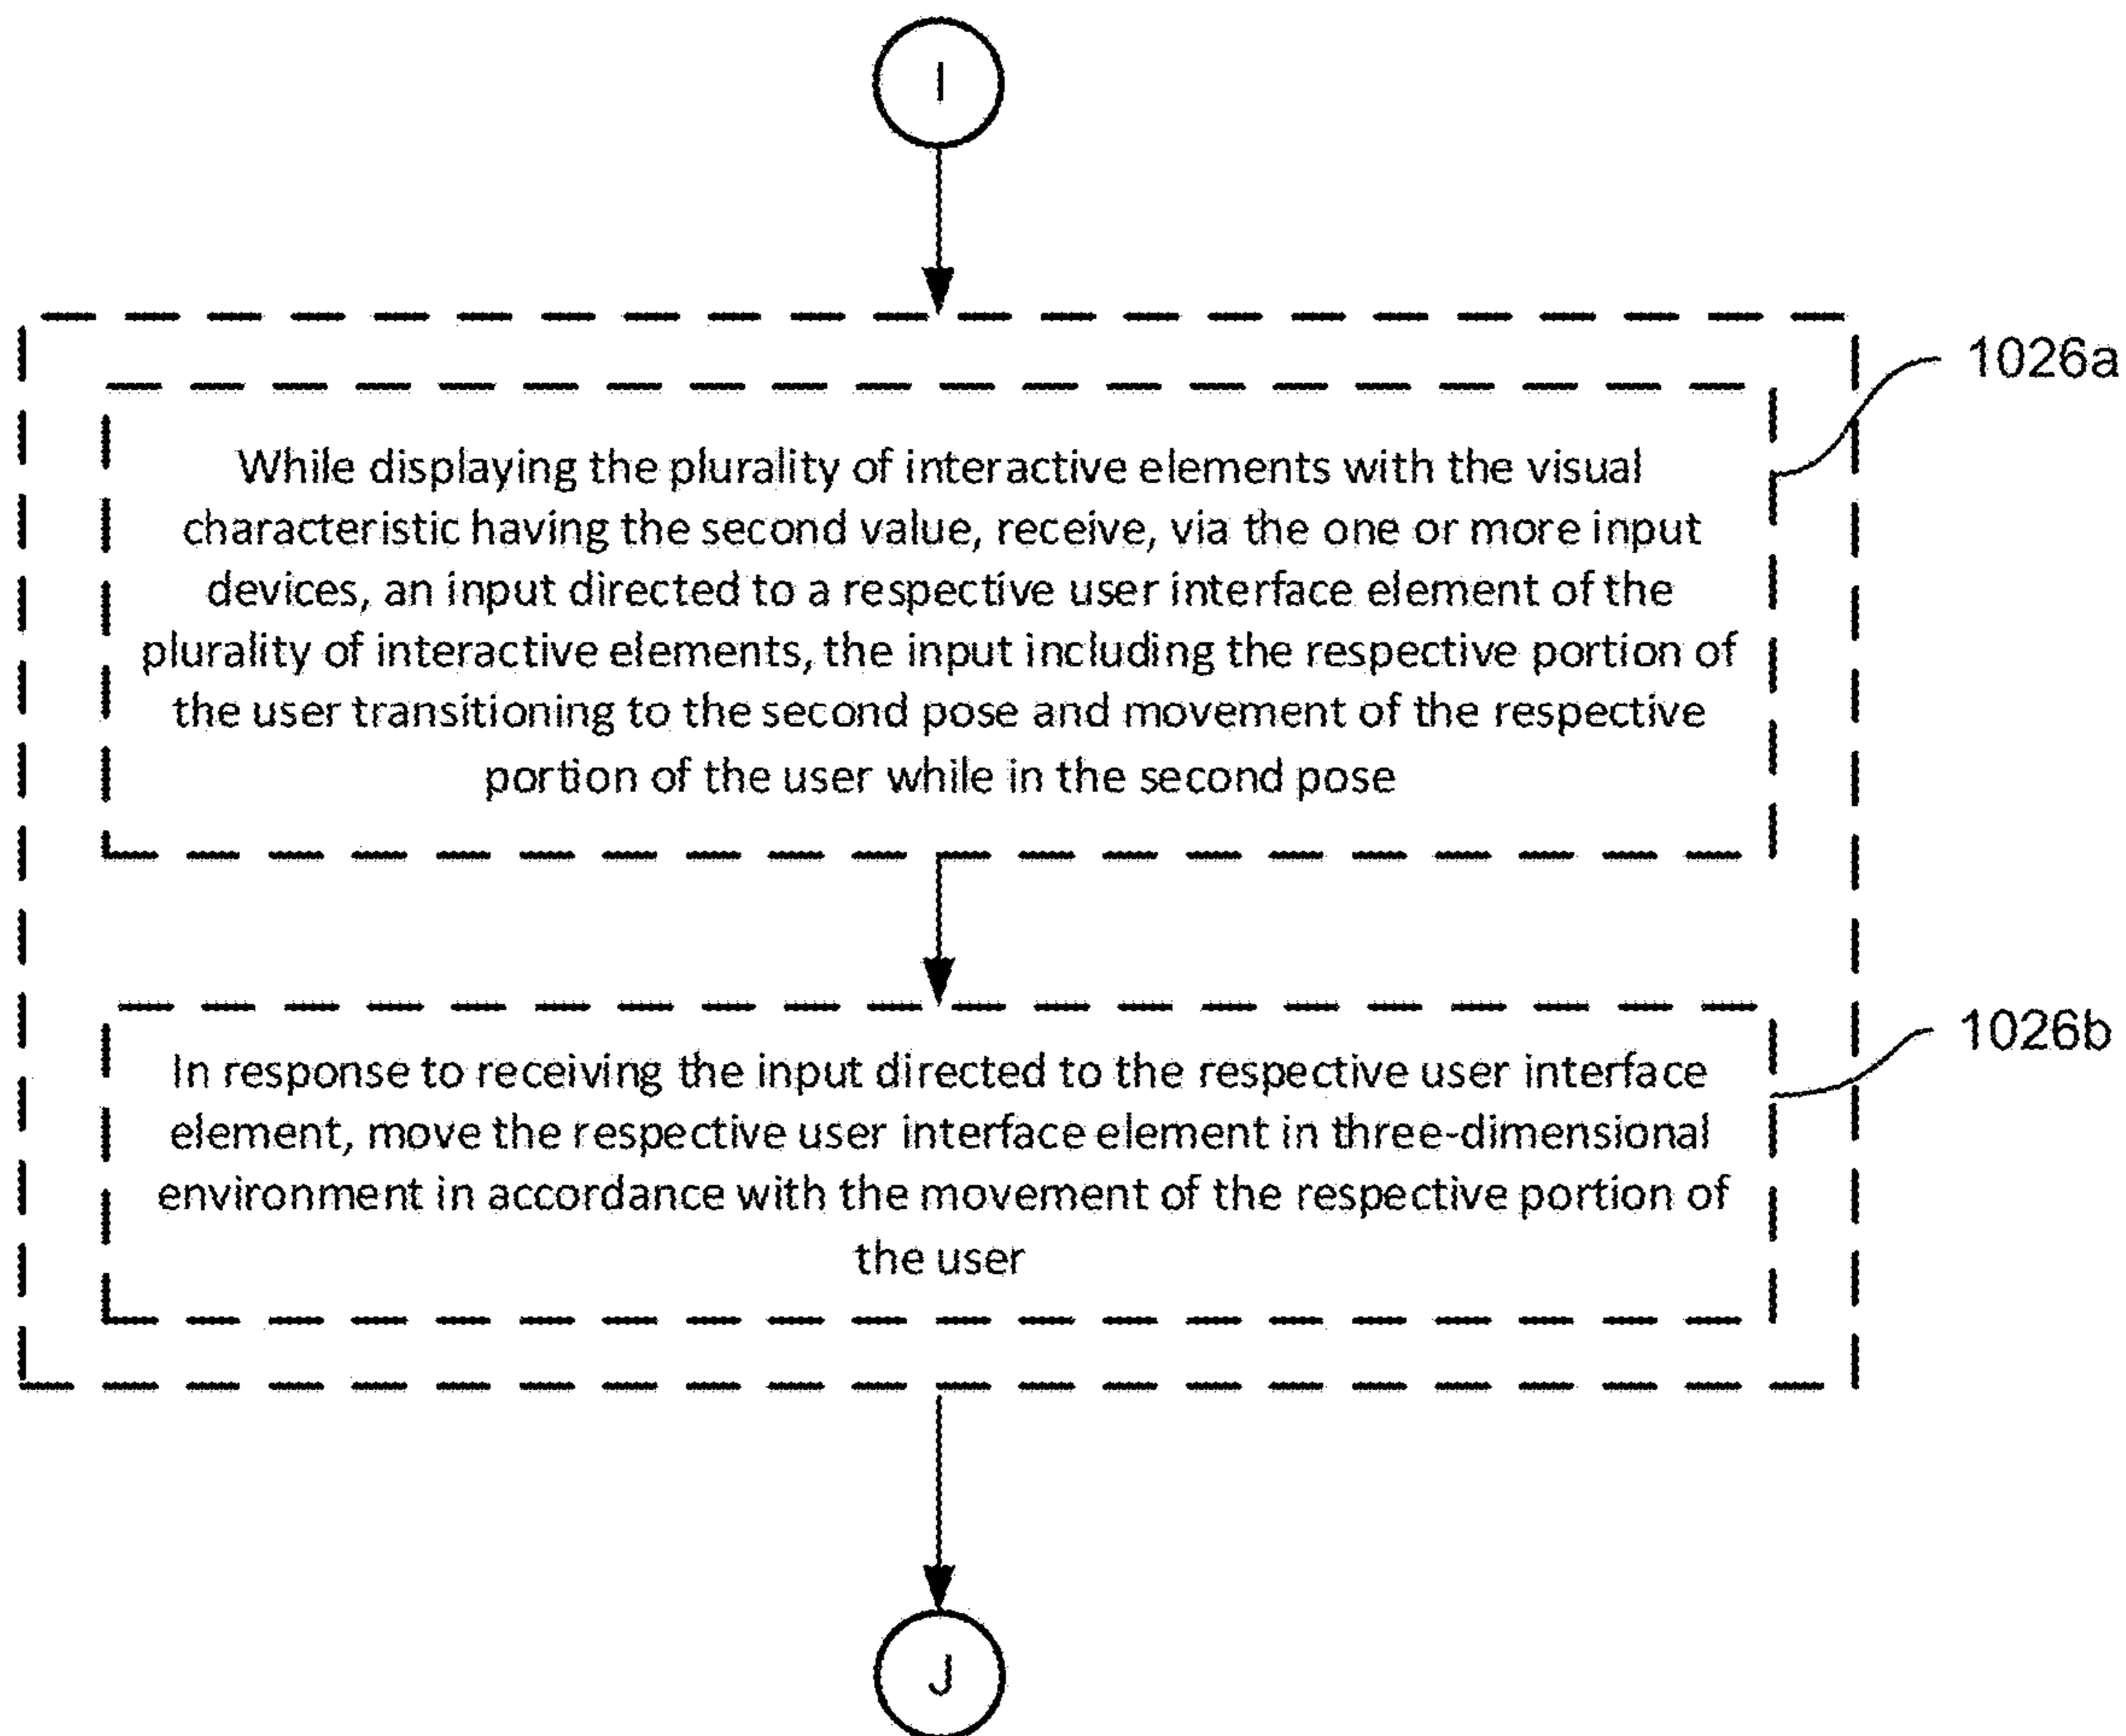 I
1026a
While displaying the plurality of interactive elements with the visual
characteristic having the second value, receive, via the one or more input
devices, an input directed to a respective user interface element of the
plurality of interactive elements, the input including the respective portion of
the user transitioning to the second pose and movement of the respective
portion of the user while in the second pose
1026b
In response to receiving the input directed to the respective user interface
element, move the respective user interface element in three-dimensional
environment in accordance with the movement of the respective portion of
the user
J